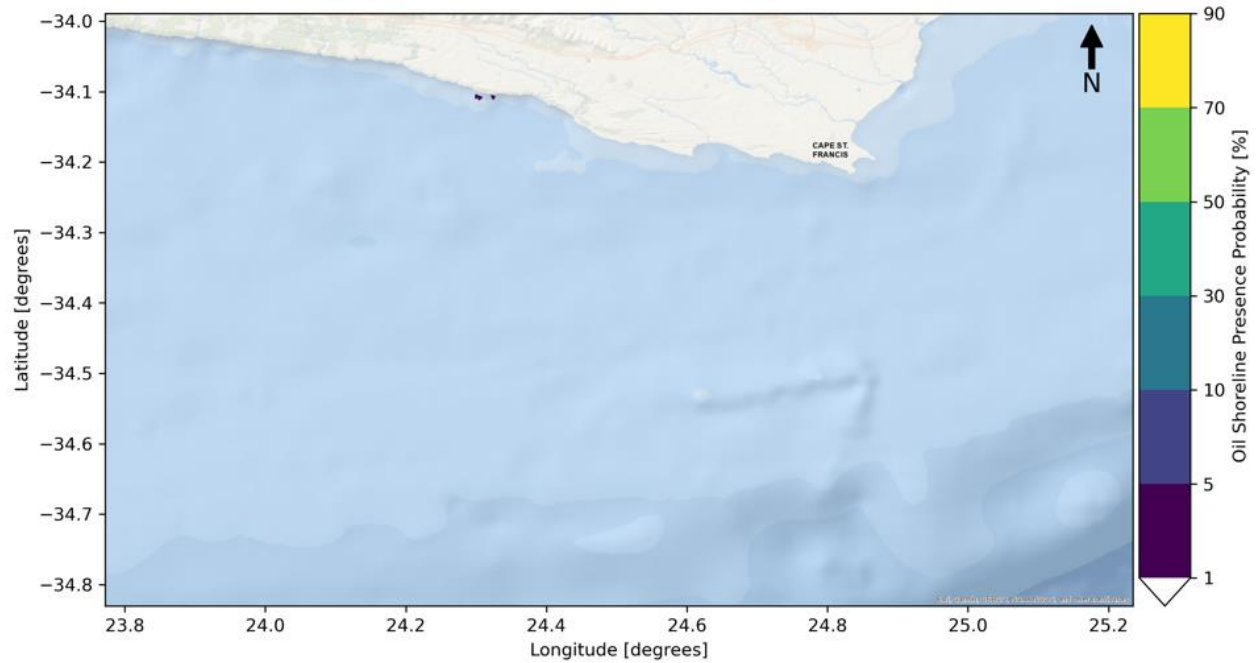 −34.0
−34.1
−34.2
−34.3
−34.4
−34.5
−34.6
−34.7
−34.8
Latitude [degrees]
23.8 24.0 24.2 24.4 24.6 24.8 25.0 25.2
Longitude [degrees]
CAPE ST.
FRANCIS
N
90
70
50
30
10
5
1
Oil Shoreline Presence Probability [%]